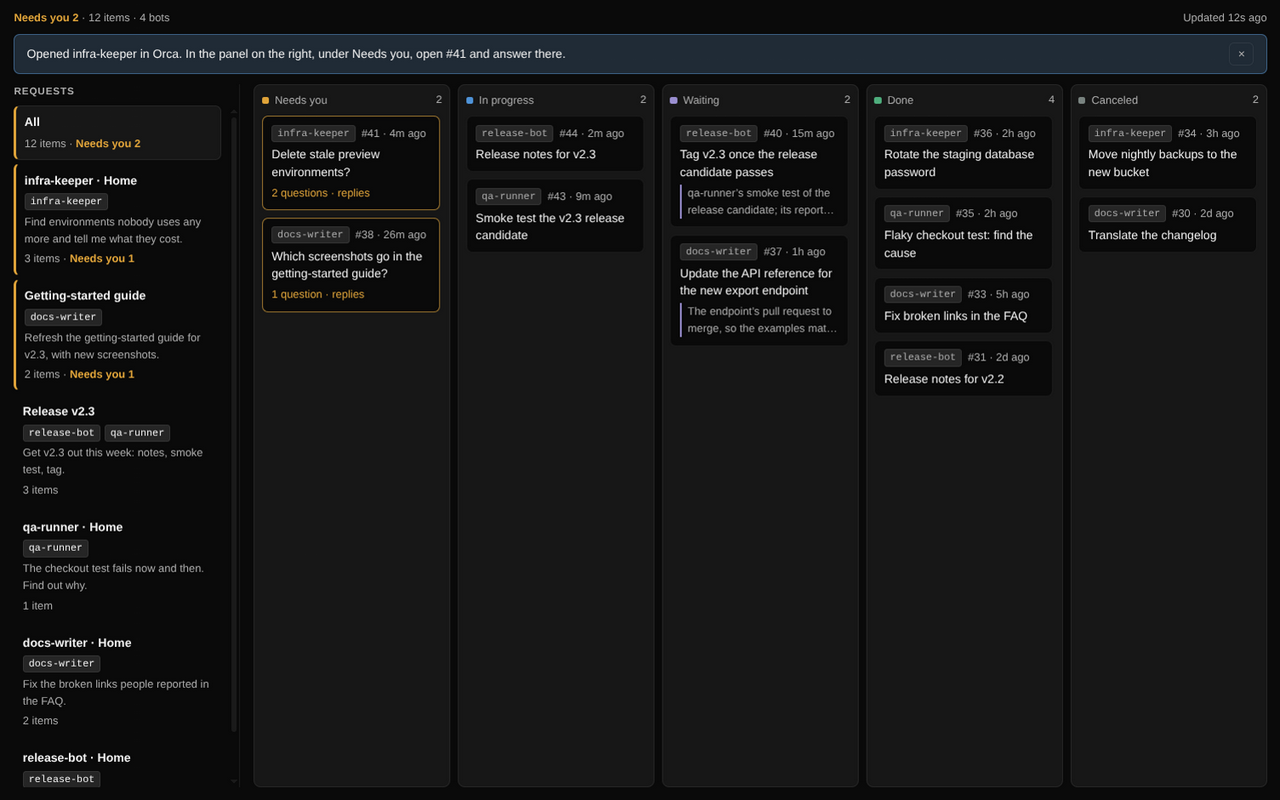 Needs you 2 · 12 items · 4 bots
Updated 12s ago
Opened infra-keeper in Orca. In the panel on the right, under Needs you, open #41 and answer there.
×
REQUESTS
All
12 items · Needs you 2
infra-keeper · Home
infra-keeper
Find environments nobody uses any
more and tell me what they cost.
3 items · Needs you 1
Getting-started guide
docs-writer
Refresh the getting-started guide for
v2.3, with new screenshots.
2 items · Needs you 1
Release v2.3
release-bot qa-runner
Get v2.3 out this week: notes, smoke
test, tag.
3 items
qa-runner · Home
qa-runner
The checkout test fails now and then.
Find out why.
1 item
docs-writer · Home
docs-writer
Fix the broken links people reported in
the FAQ.
2 items
release-bot · Home
release-bot
Needs you 2
infra-keeper #41 · 4m ago
Delete stale preview
environments?
2 questions · replies
docs-writer #38 · 26m ago
Which screenshots go in the
getting-started guide?
1 question · replies
In progress 2
release-bot #44 · 2m ago
Release notes for v2.3
qa-runner #43 · 9m ago
Smoke test the v2.3 release
candidate
Waiting 2
release-bot #40 · 15m ago
Tag v2.3 once the release
candidate passes
qa-runner’s smoke test of the
release candidate; its report…
docs-writer #37 · 1h ago
Update the API reference for
the new export endpoint
The endpoint’s pull request to
merge, so the examples mat…
Done 4
infra-keeper #36 · 2h ago
Rotate the staging database
password
qa-runner #35 · 2h ago
Flaky checkout test: find the
cause
docs-writer #33 · 5h ago
Fix broken links in the FAQ
release-bot #31 · 2d ago
Release notes for v2.2
Canceled 2
infra-keeper #34 · 3h ago
Move nightly backups to the
new bucket
docs-writer #30 · 2d ago
Translate the changelog